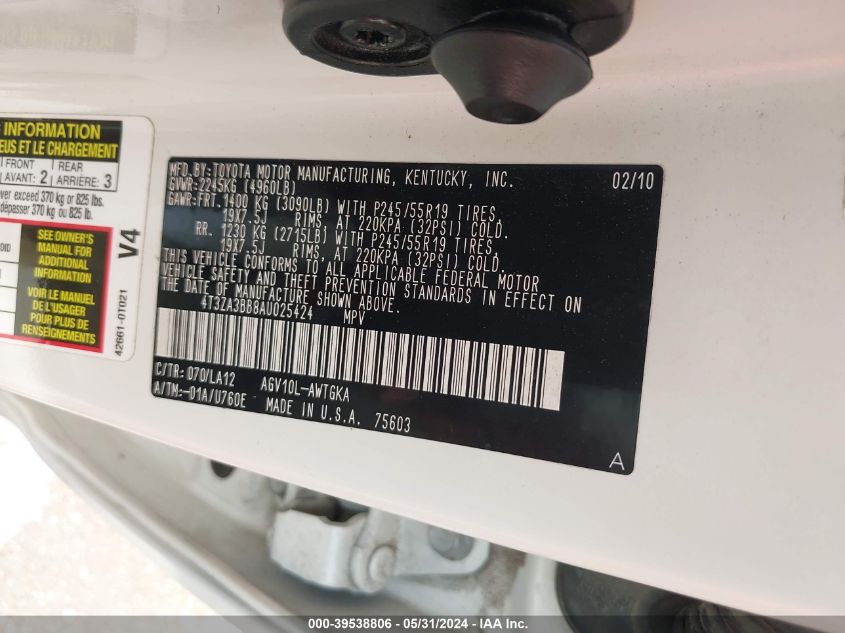 INFORMATION
EUS ET LE CHARGEMENT
FRONT
AVANT: 2
REAR
ARRIÈRE: 3
ver exceed 370 kg or 825 lbs.
dépasser 370 kg ou 825 lb.
SEE OWNER'S
MANUAL FOR
ADDITIONAL
INFORMATION
VOIR LE MANUEL
DE L'USAGER
POUR PLUS DE
RENSEIGNEMENTS
V4
42661-0T021
MFD.BY:TOYOTA MOTOR MANUFACTURING, KENTUCKY, INC. 02/10
GVWR:2245KG (4960LB)
GAWR:FRT.1400 KG (3090LB) WITH P245/55R19 TIRES,
19X7.5J RIMS, AT 220KPA (32PSI) COLD.
RR. 1230 KG (2715LB) WITH P245/55R19 TIRES,
19X7.5J RIMS, AT 220KPA (32PSI) COLD.
THIS VEHICLE CONFORMS TO ALL APPLICABLE FEDERAL MOTOR
VEHICLE SAFETY AND THEFT PREVENTION STANDARDS IN EFFECT ON
THE DATE OF MANUFACTURE SHOWN ABOVE.
4T3ZA3BB8AU025424 MPV
C/TR: 070/LA12 AGV10L-AWTGKA
A/TM:-01A/U760E MADE IN U.S.A. 75603
A
000-39538806 / 05/31/2024 - IAA Inc.